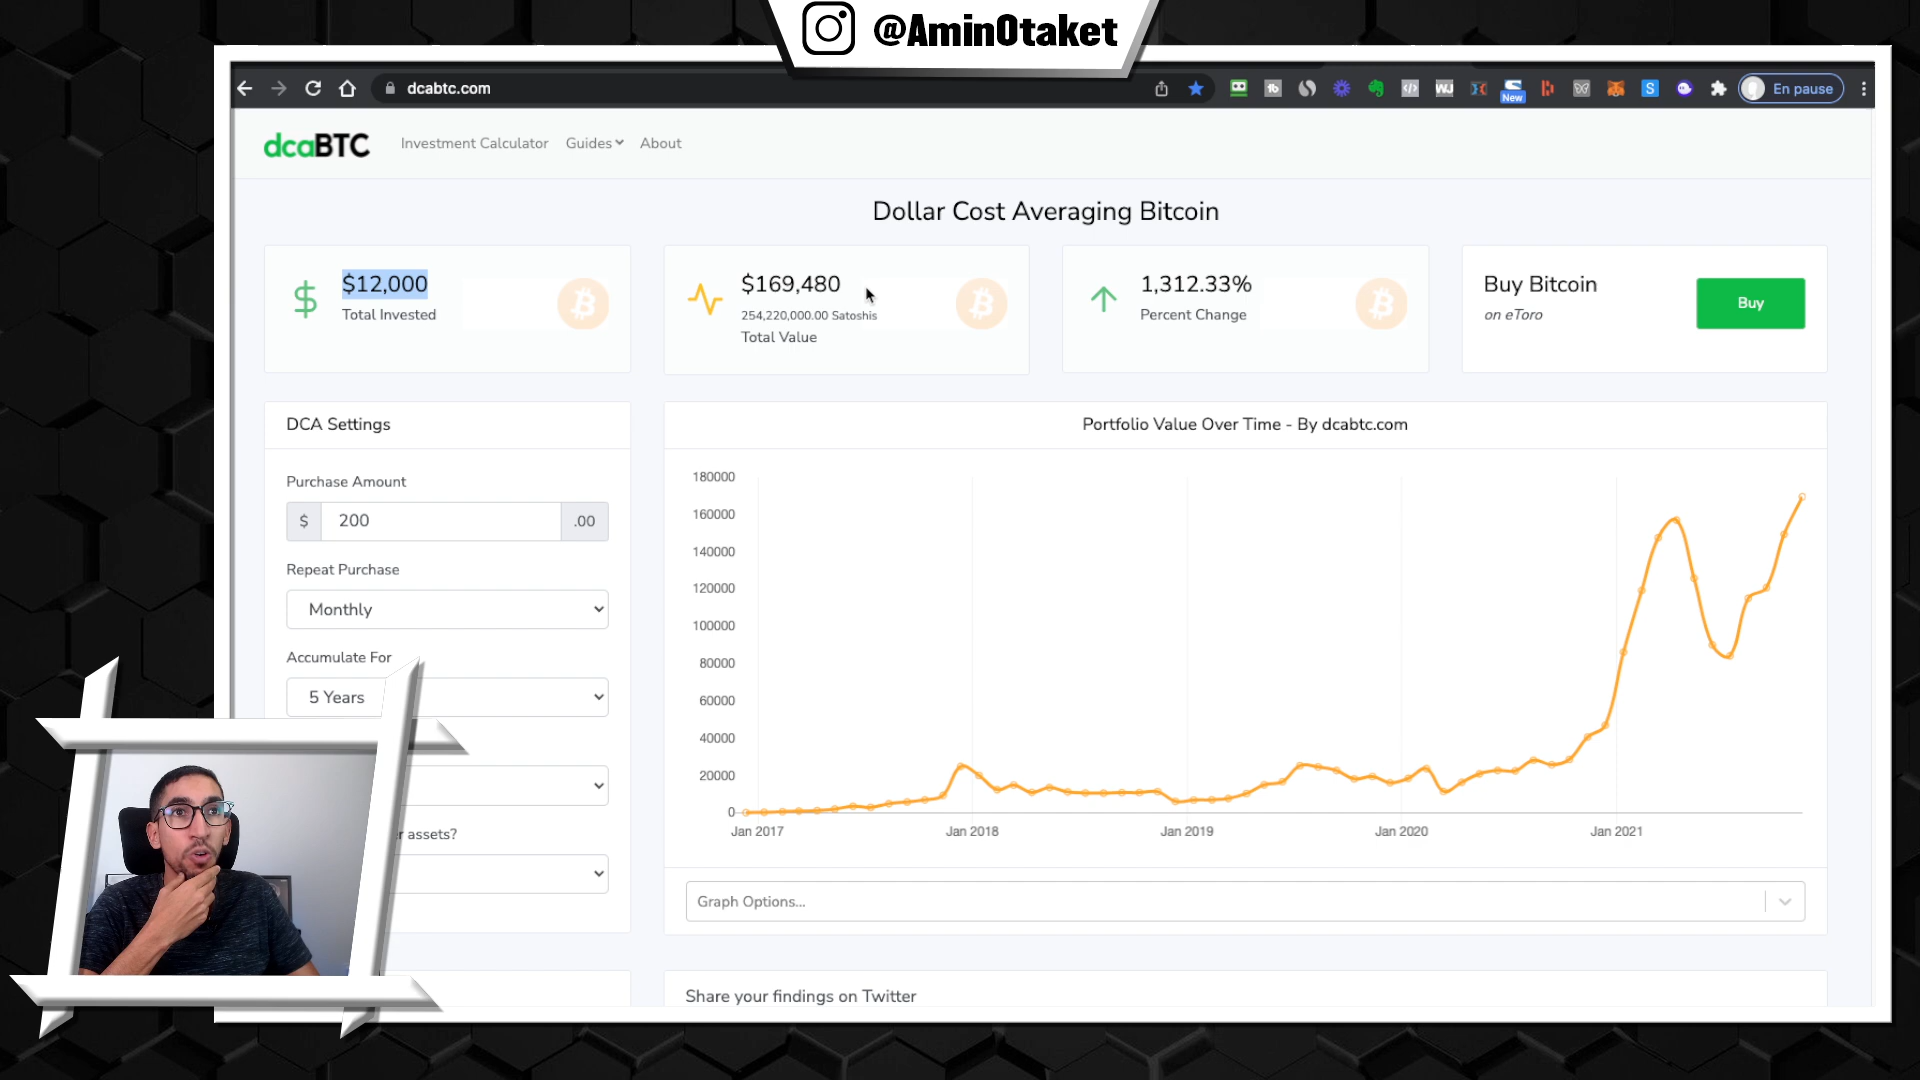 @AminOtaket
dcabtc.com
New
En pause
dcaBTC
Investment Calculator
Guides
About
Dollar Cost Averaging Bitcoin
$12,000
Total Invested
$169,480
254,220,000.00 Satoshis
Total Value
1,312.33%
Percent Change
Buy Bitcoin
on eToro
Buy
DCA Settings
Purchase Amount
$ 200 .00
Repeat Purchase
Monthly
Accumulate For
5 Years
r assets?
Portfolio Value Over Time - By dcabtc.com
180000
160000
140000
120000
100000
80000
60000
40000
20000
0
Jan 2017
Jan 2018
Jan 2019
Jan 2020
Jan 2021
Graph Options...
Share your findings on Twitter